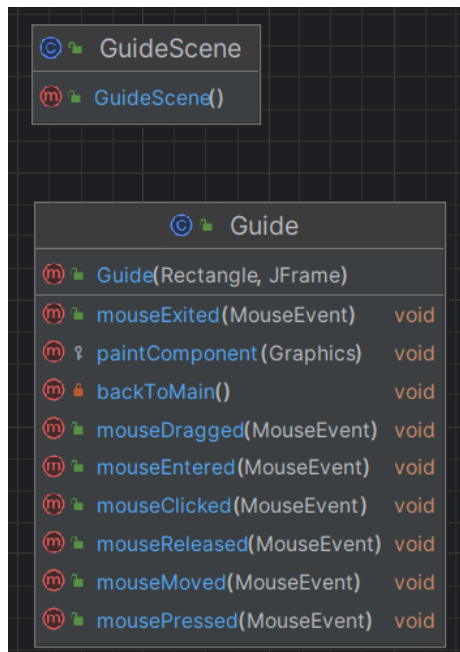 GuideScene
GuideScene()
Guide
Guide(Rectangle, JFrame)
mouseExited(MouseEvent) void
paintComponent(Graphics) void
backToMain() void
mouseDragged(MouseEvent) void
mouseEntered(MouseEvent) void
mouseClicked(MouseEvent) void
mouseReleased(MouseEvent) void
mouseMoved(MouseEvent) void
mousePressed(MouseEvent) void